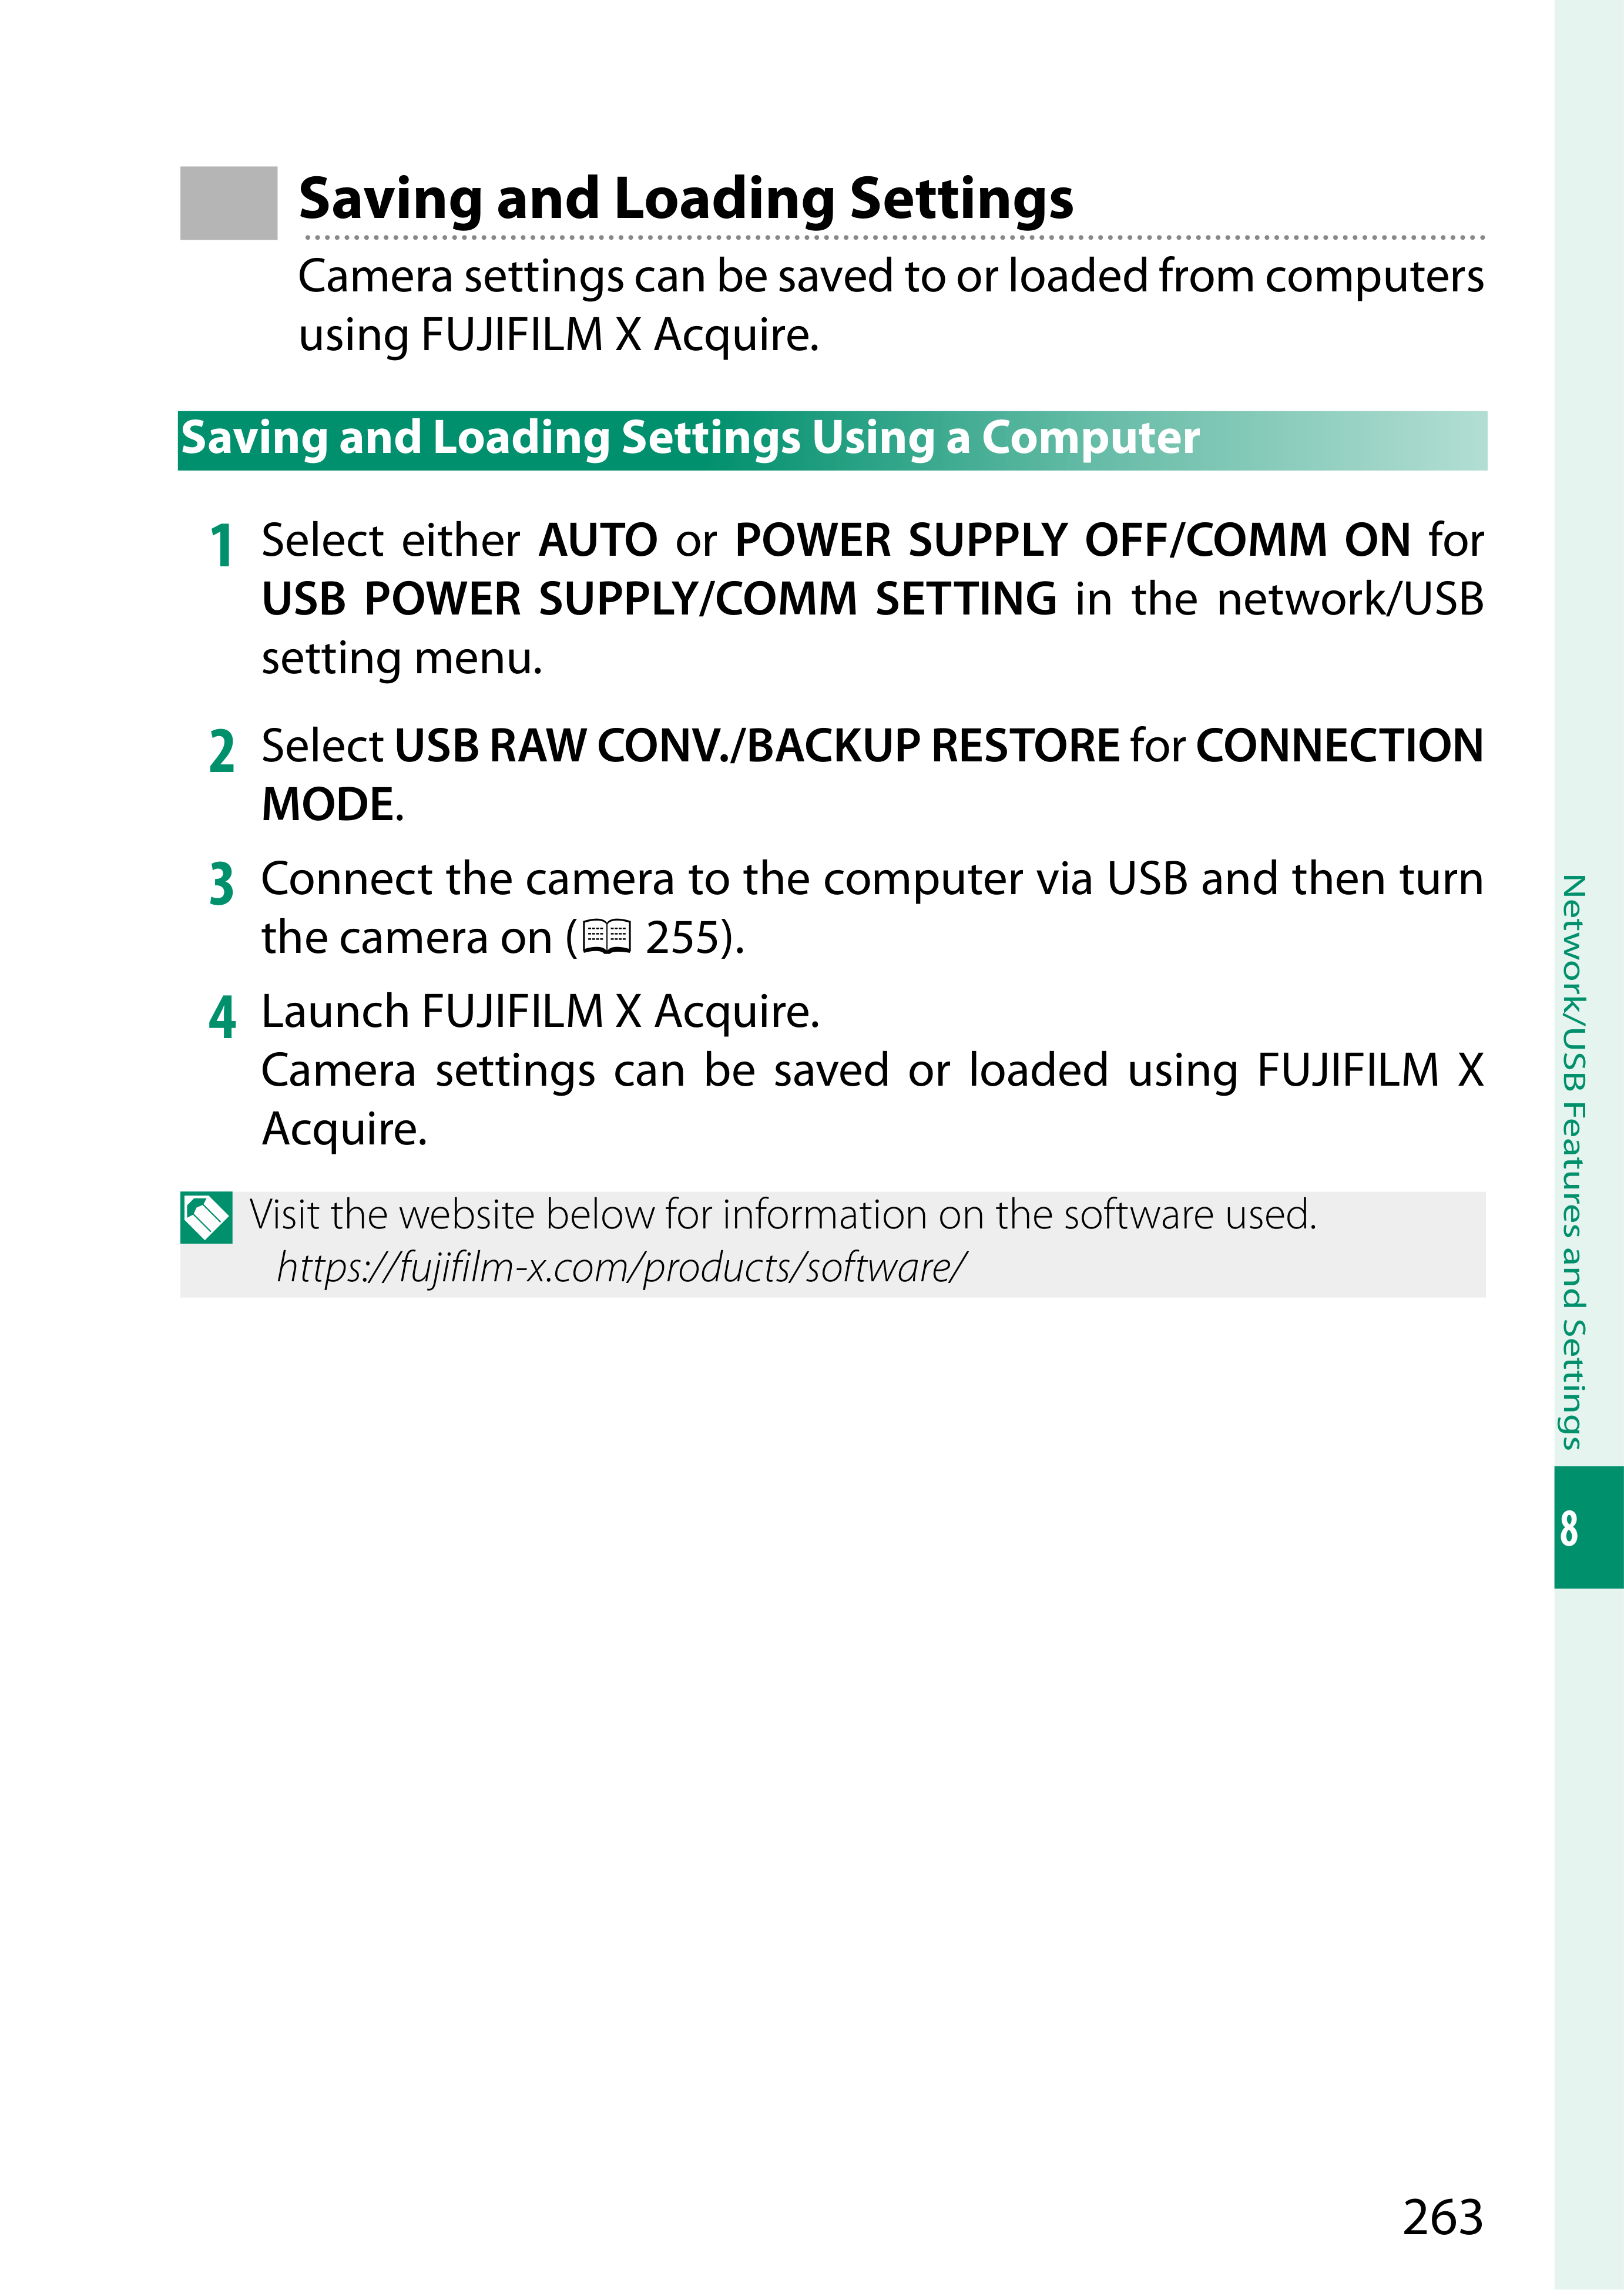 Saving and Loading Settings
Camera settings can be saved to or loaded from computers
using FUJIFILM X Acquire.
Saving and Loading Settings Using a Computer
1 Select either AUTO or POWER SUPPLY OFF/COMM ON for
USB POWER SUPPLY/COMM SETTING in the network/USB
setting menu.
2 Select USB RAW CONV./BACKUP RESTORE for CONNECTION
MODE.
3 Connect the camera to the computer via USB and then turn
the camera on (📖 255).
4 Launch FUJIFILM X Acquire.
Camera settings can be saved or loaded using FUJIFILM X
Acquire.
Visit the website below for information on the software used.
https://fujifilm-x.com/products/software/
Network/USB Features and Settings
8
263